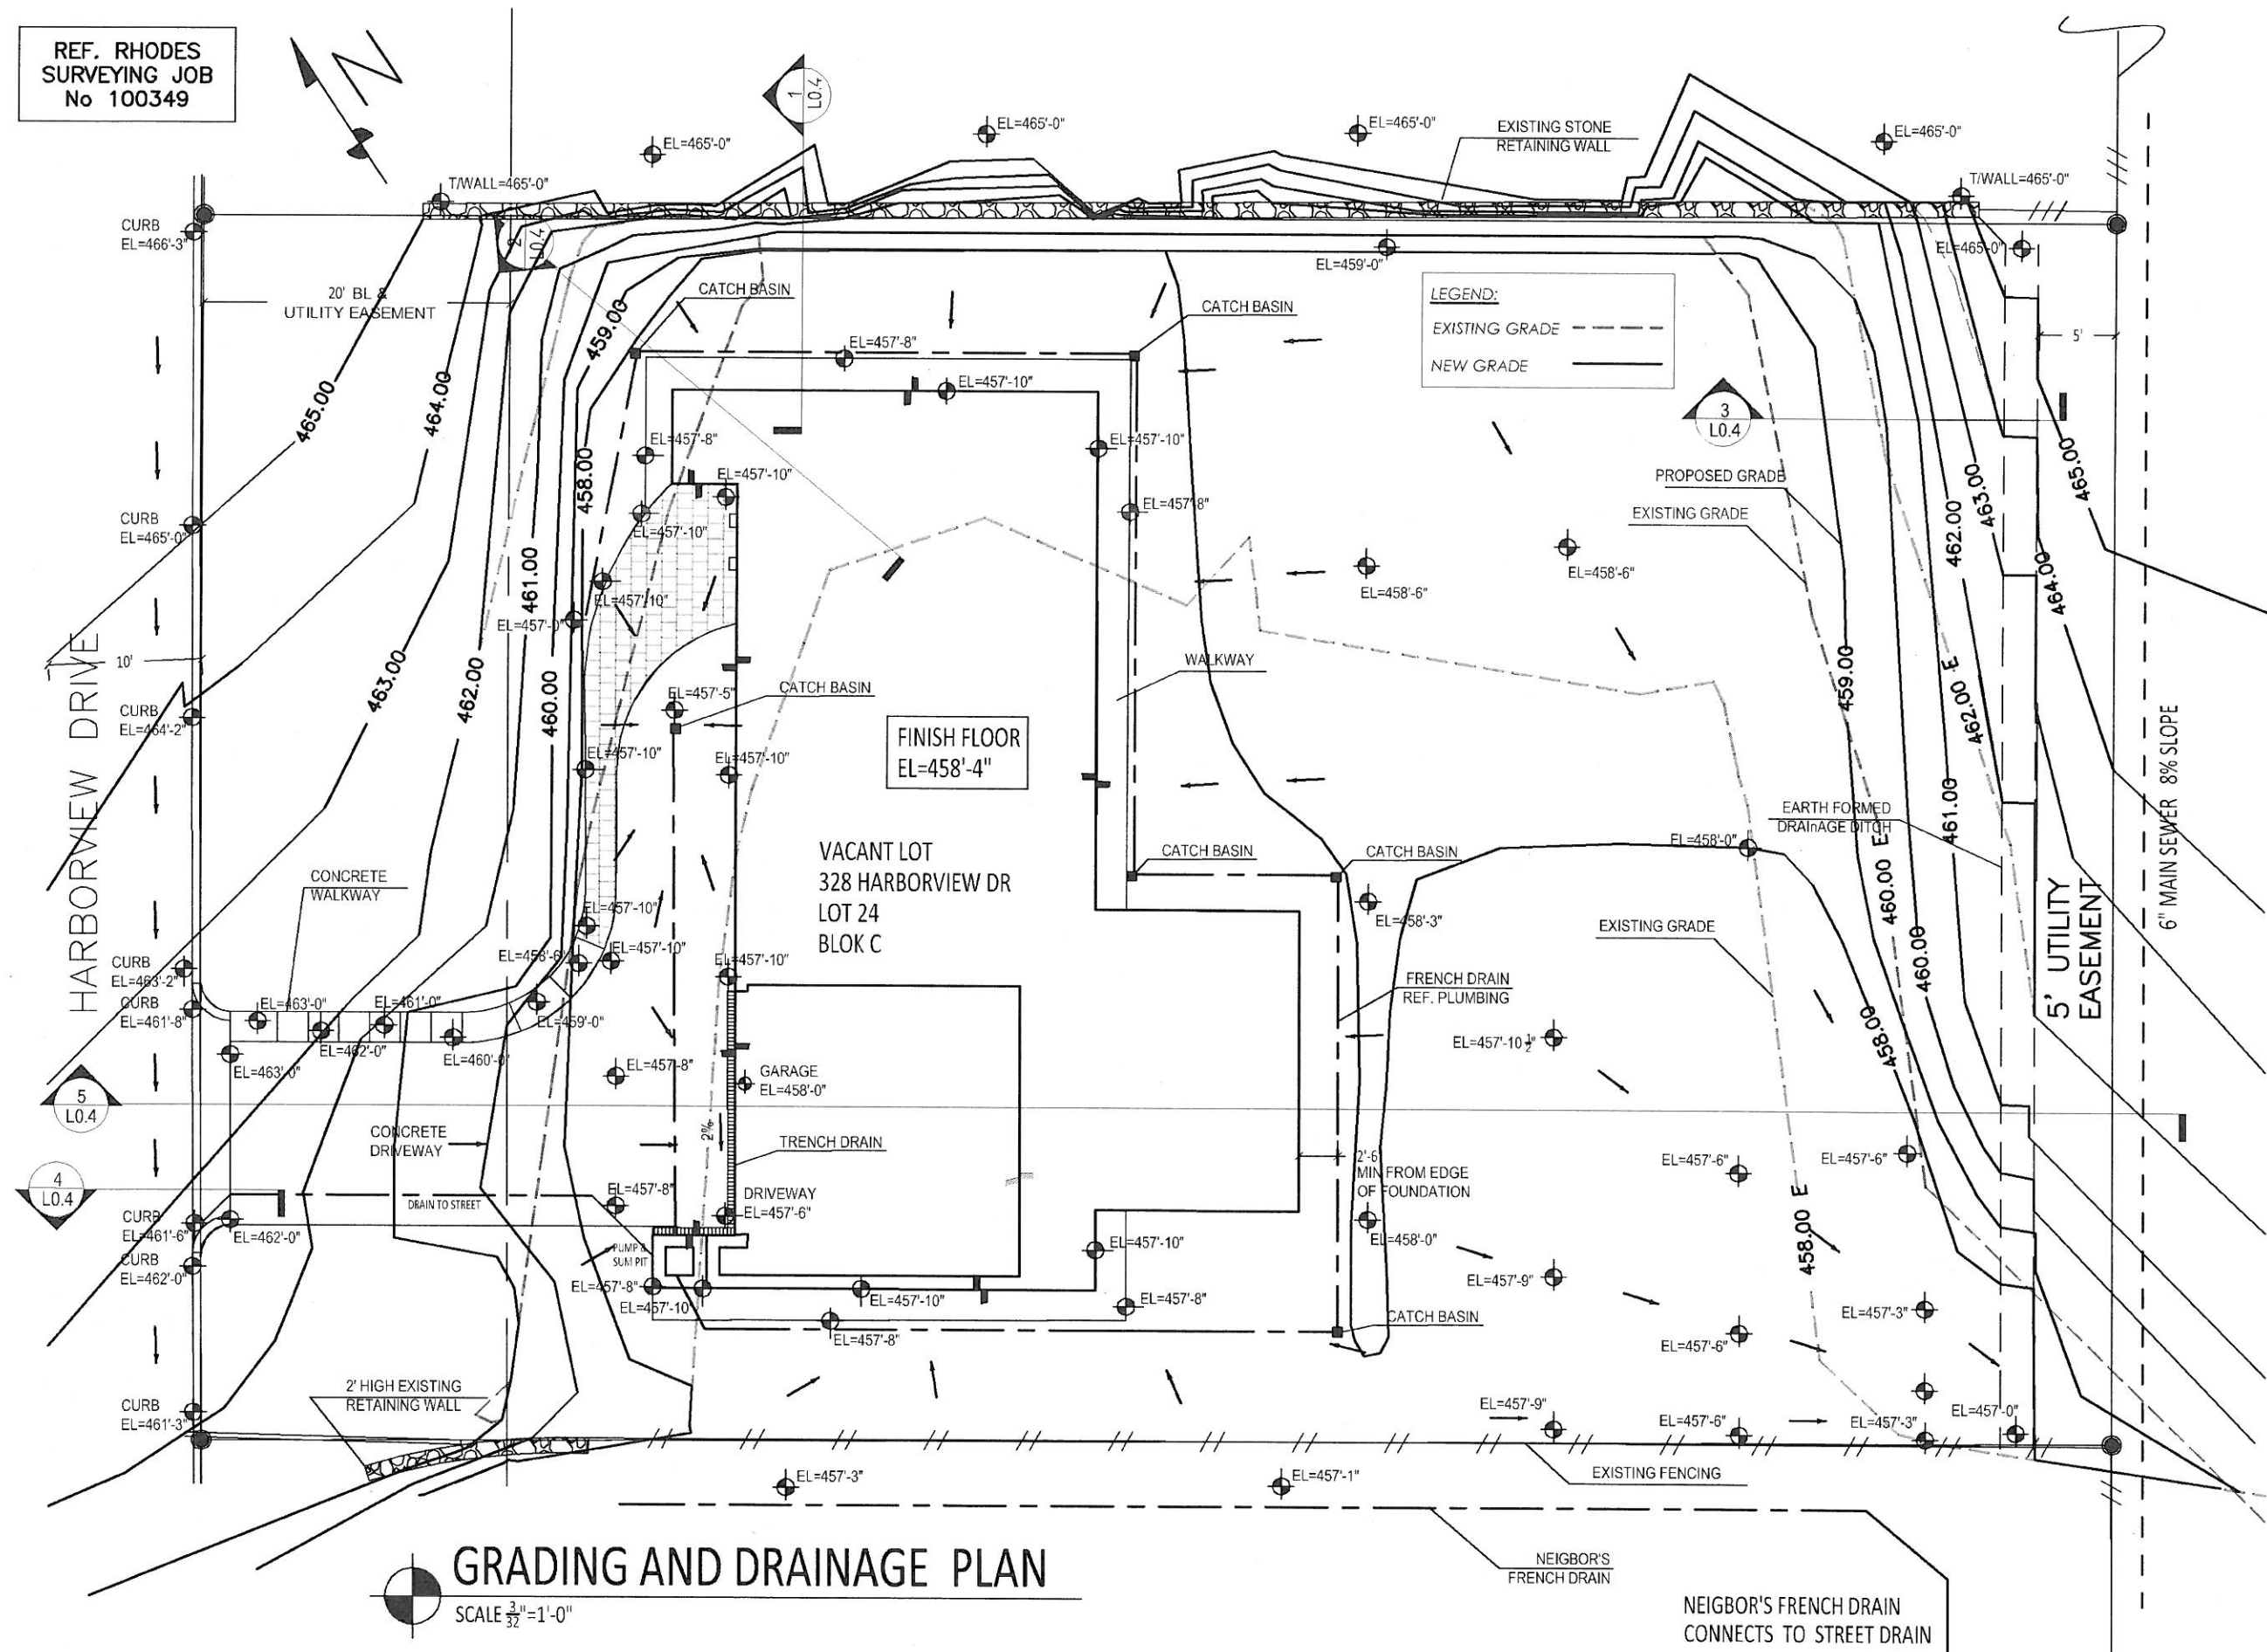 REF. RHODES
SURVEYING JOB
No 100349
N
1
L0.4
EL=465'-0"
EL=465'-0"
EL=465'-0"
EL=465'-0"
EXISTING STONE
RETAINING WALL
T/WALL=465'-0"
T/WALL=465'-0"
CURB
EL=466'-3"
2
L0.4
EL=465'-0"
EL=459'-0"
20' BL &
UTILITY EASEMENT
CATCH BASIN
CATCH BASIN
LEGEND:
EXISTING GRADE
NEW GRADE
5'
459.00
EL=457'-8"
EL=457'-10"
465.00
464.00
3
L0.4
EL=457'-8"
EL=457'-10"
EL=457'-10"
458.00
EL=457'-8"
PROPOSED GRADE
EXISTING GRADE
463.00
465.00
462.00
CURB
EL=465'-0"
EL=457'-10"
EL=458'-6"
EL=458'-6"
461.00
464.00
EL=457'-10"
EL=457'-0"
HARBORVIEW DRIVE
10'
463.00
462.00
460.00
WALKWAY
459.00
462.00 E
EL=457'-5"
CATCH BASIN
CURB
EL=464'-2"
FINISH FLOOR
EL=458'-4"
EL=457'-10"
EL=457'-10"
6" MAIN SEWER 8% SLOPE
EARTH FORMED
DRAInAGE DITCH
461.00
EL=458'-0"
VACANT LOT
328 HARBORVIEW DR
LOT 24
BLOK C
CATCH BASIN
CATCH BASIN
460.00 E
CONCRETE
WALKWAY
EL=457'-10"
EL=458'-3"
EXISTING GRADE
5' UTILITY
EASEMENT
460.00
EL=458'-6"
EL=457'-10"
EL=457'-10"
CURB
EL=463'-2"
CURB
EL=461'-8"
FRENCH DRAIN
REF. PLUMBING
EL=463'-0"
EL=461'-0"
EL=459'-0"
EL=462'-0"
EL=460'-0"
EL=463'-0"
EL=457'-10 1/2"
458.00
EL=457'-8"
GARAGE
EL=458'-0"
5
L0.4
CONCRETE
DRIVEWAY
2%
TRENCH DRAIN
2'-6"
MIN FROM EDGE
OF FOUNDATION
EL=457'-6"
EL=457'-6"
4
L0.4
DRAIN TO STREET
EL=457'-8"
DRIVEWAY
EL=457'-6"
458.00 E
CURB
EL=461'-6"
EL=462'-0"
EL=458'-0"
CURB
EL=462'-0"
PUMP &
SUM PIT
EL=457'-10"
EL=457'-8"
EL=457'-10"
EL=457'-10"
EL=457'-8"
EL=457'-9"
EL=457'-3"
CATCH BASIN
EL=457'-8"
EL=457'-6"
2' HIGH EXISTING
RETAINING WALL
CURB
EL=461'-3"
EL=457'-9"
EL=457'-6"
EL=457'-3"
EL=457'-0"
EL=457'-3"
EL=457'-1"
EXISTING FENCING
GRADING AND DRAINAGE PLAN
SCALE 3/32"=1'-0"
NEIGBOR'S
FRENCH DRAIN
NEIGBOR'S FRENCH DRAIN
CONNECTS TO STREET DRAIN